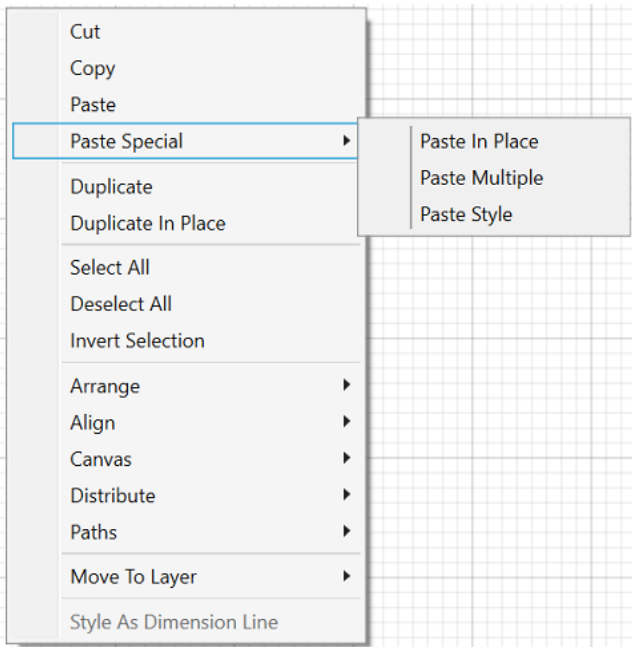 Cut
Copy
Paste
Paste Special
Paste In Place
Paste Multiple
Paste Style
Duplicate
Duplicate In Place
Select All
Deselect All
Invert Selection
Arrange
Align
Canvas
Distribute
Paths
Move To Layer
Style As Dimension Line